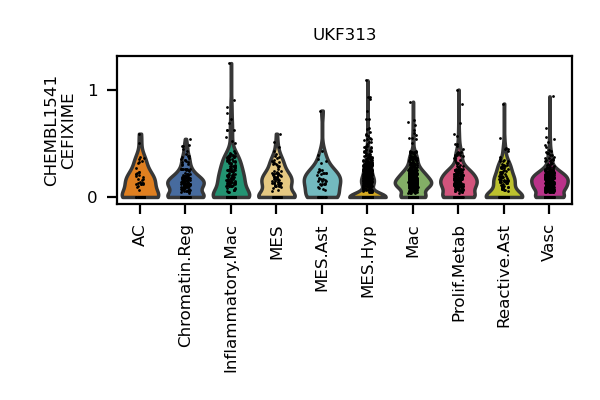 UKF313
CHEMBL1541
CEFIXIME
1
0
AC
Chromatin.Reg
Inflammatory.Mac
MES
MES.Ast
MES.Hyp
Mac
Prolif.Metab
Reactive.Ast
Vasc